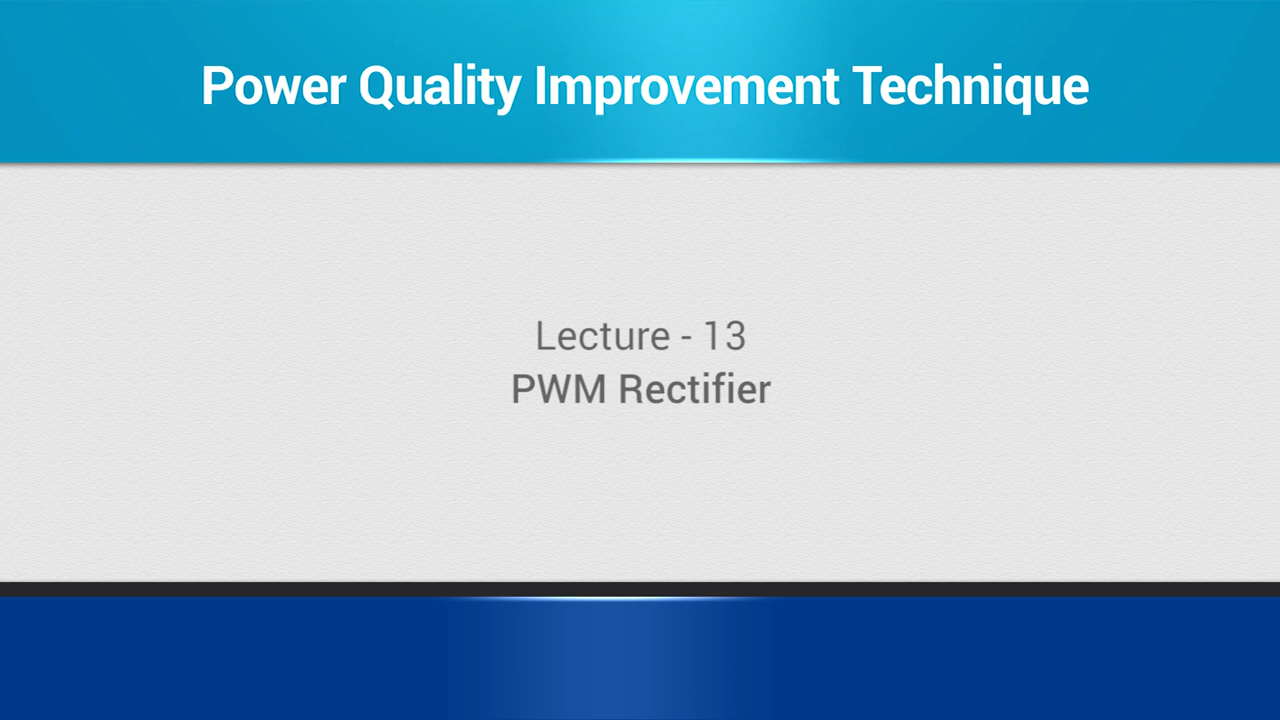 Power Quality Improvement Technique
Lecture - 13
PWM Rectifier